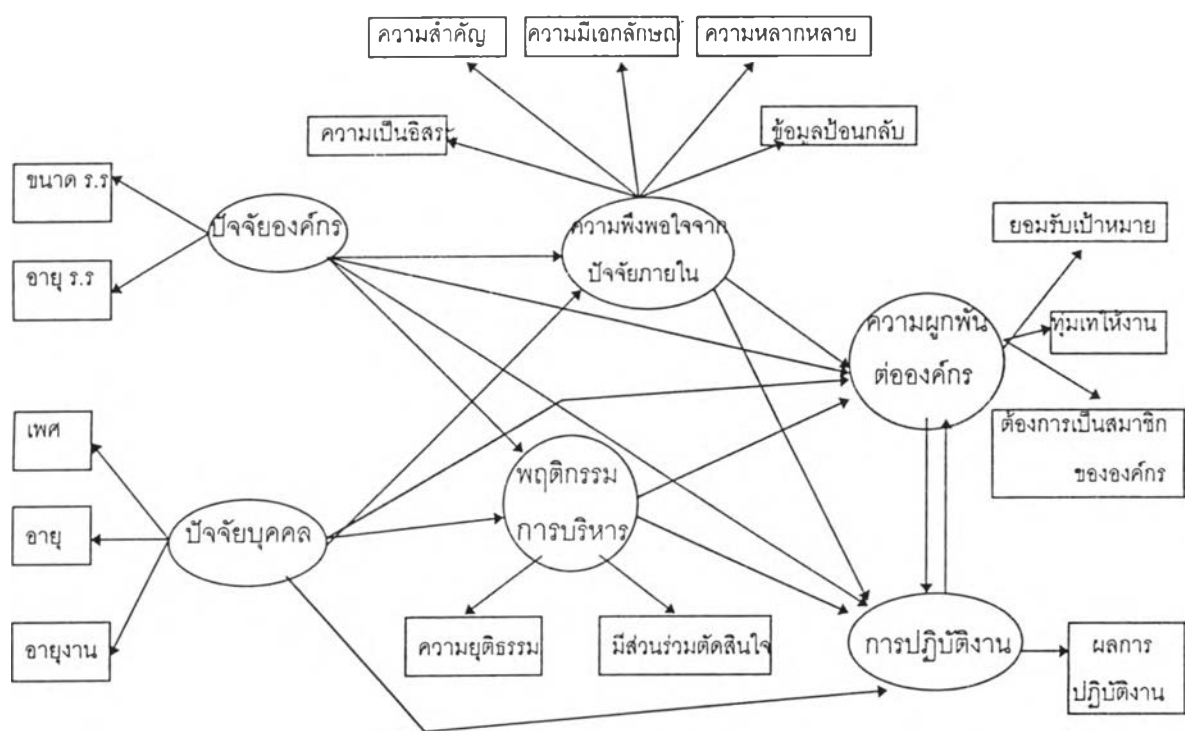 ความสำคัญ
ความมีเอกลักษณ์
ความหลากหลาย
ความเป็นอิสระ
ข้อมูลป้อนกลับ
ขนาด ร.ร
ปัจจัยองค์กร
ความพึงพอใจจาก
ปัจจัยภายใน
ยอมรับเป้าหมาย
อายุ ร.ร
ความผูกพัน
ต่อองค์กร
ทุ่มเทให้งาน
เพศ
ต้องการเป็นสมาชิก
ขององค์กร
พฤติกรรม
การบริหาร
อายุ
ปัจจัยบุคคล
อายุงาน
ความยุติธรรม
มีส่วนร่วมตัดสินใจ
การปฏิบัติงาน
ผลการ
ปฏิบัติงาน